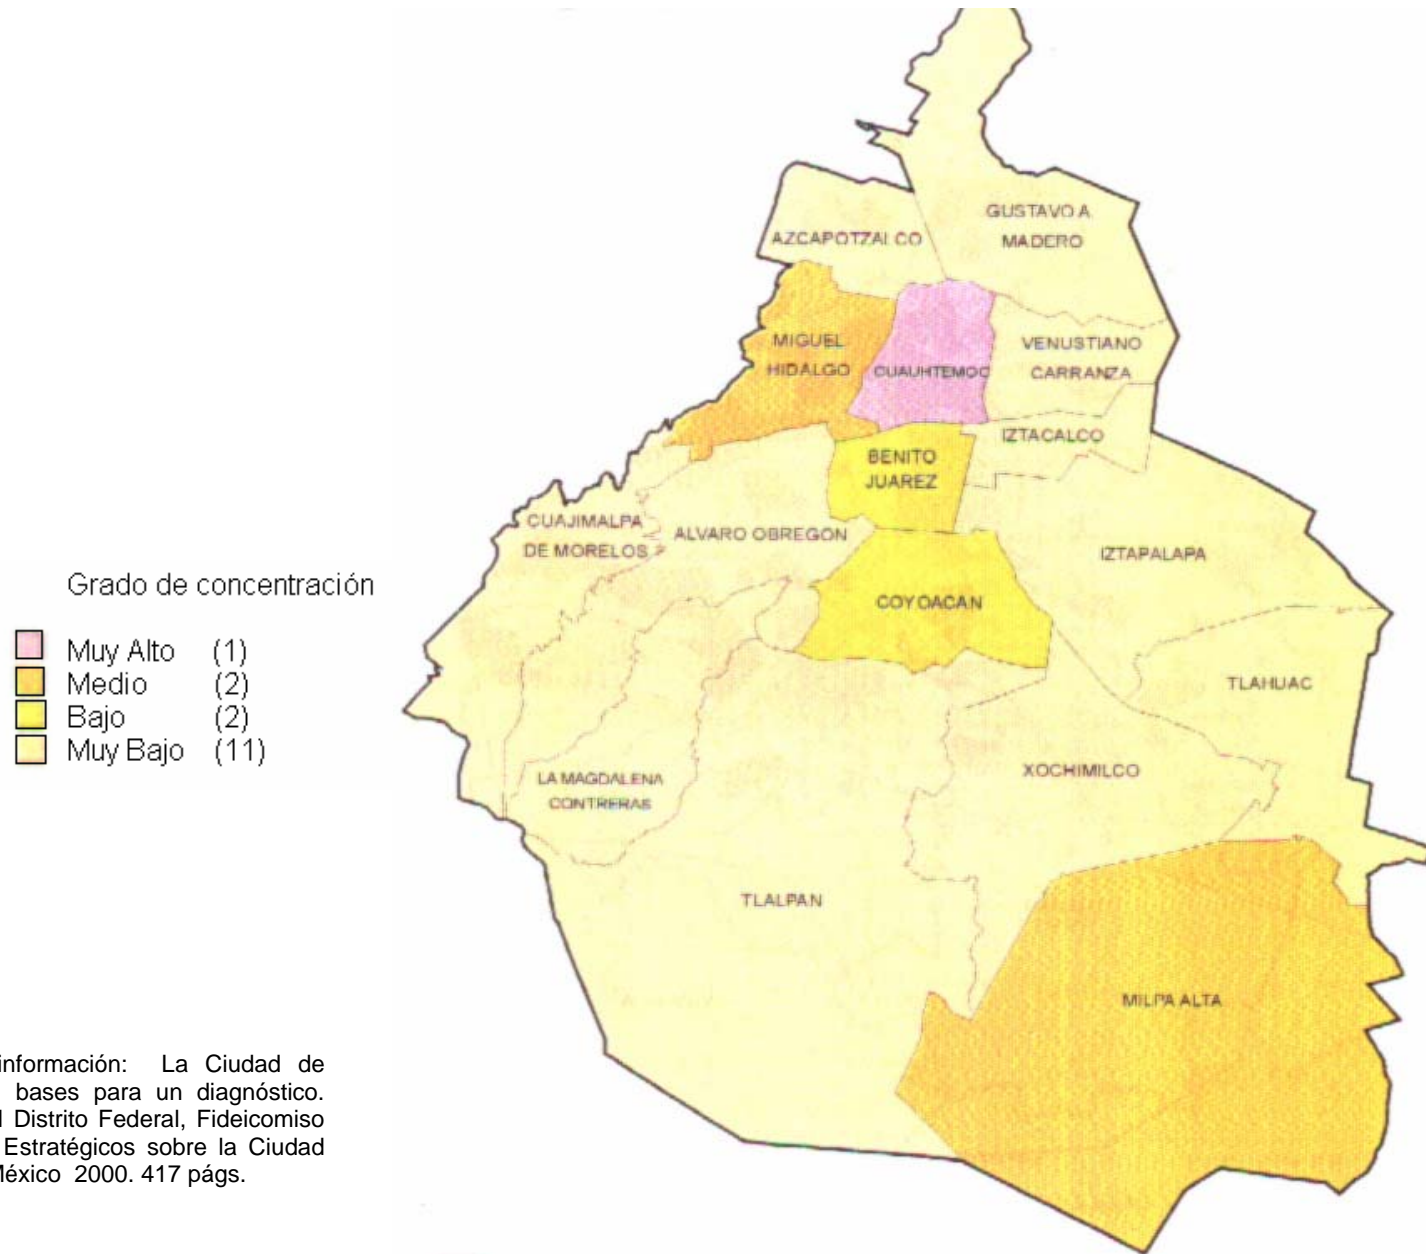 GUSTAVO A.
MADERO
AZCAPOTZALCO
MIGUEL
HIDALGO
CUAUHTEMOC
VENUSTIANO
CARRANZA
IZTACALCO
BENITO
JUAREZ
CUAJIMALPA
DE MORELOS
ALVARO OBREGON
IZTAPALAPA
COYOACAN
TLAHUAC
XOCHIMILCO
LA MAGDALENA
CONTRERAS
TLALPAN
MILPA ALTA
Grado de concentración
Muy Alto (1)
Medio (2)
Bajo (2)
Muy Bajo (11)
información: La Ciudad de
bases para un diagnóstico.
l Distrito Federal, Fideicomiso
Estratégicos sobre la Ciudad
México 2000. 417 págs.